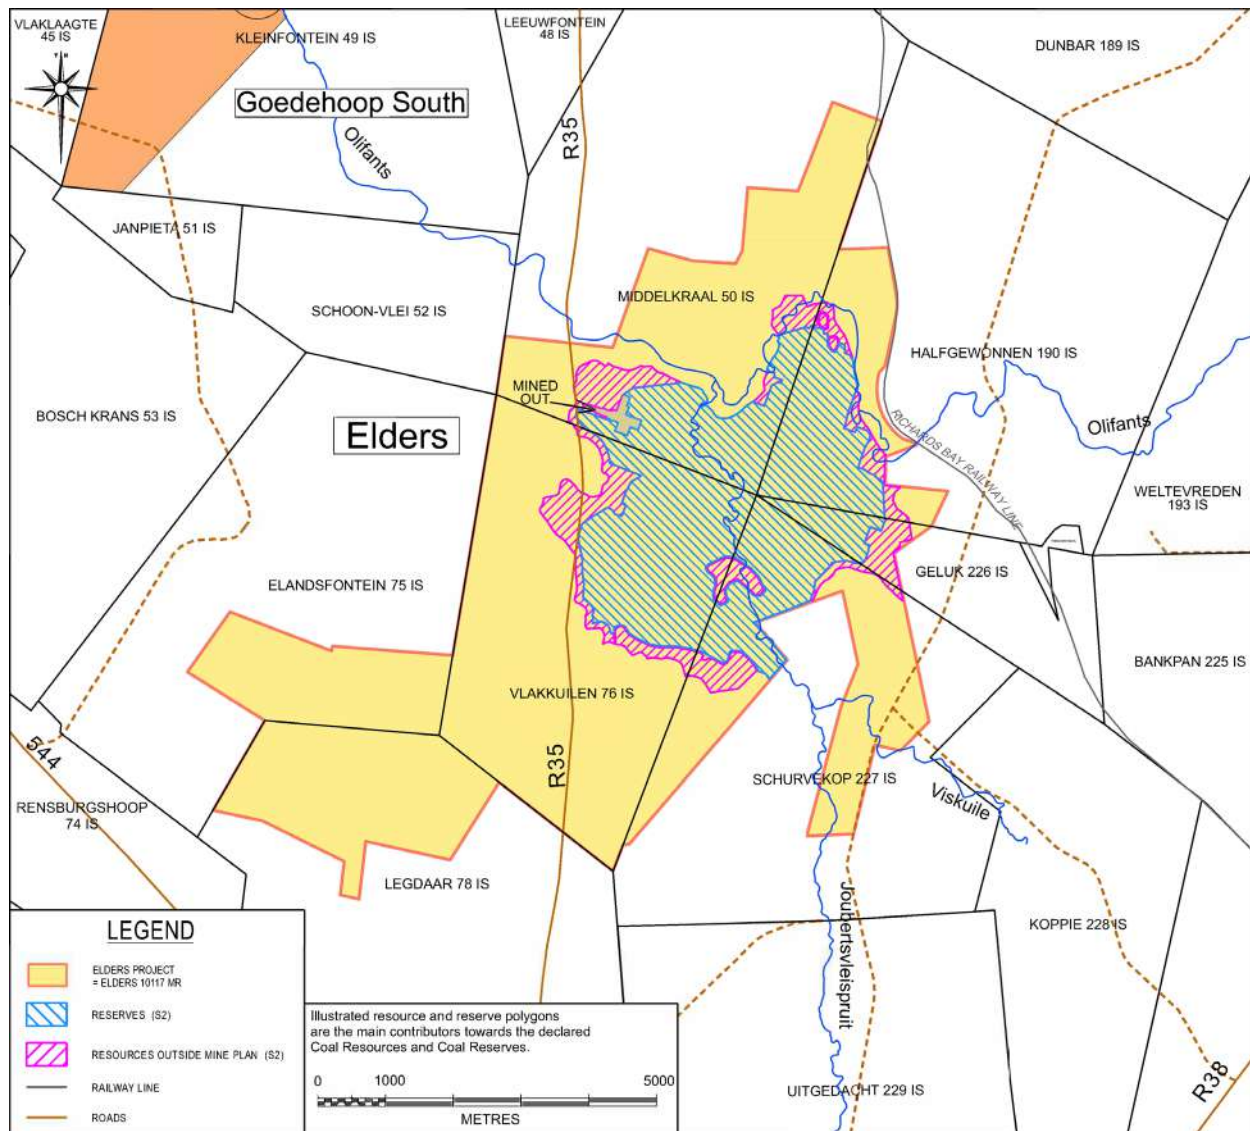 VLAKLAAGTE
45 IS
KLEINFONTEIN 49 IS
LEEUWFONTEIN
48 IS
DUNBAR 189 IS
Goedehoop South
Olifants
R35
JANPIETA 51 IS
SCHOON-VLEI 52 IS
MIDDELKRAAL 50 IS
HALFGEWONNEN 190 IS
MINED
OUT
BOSCH KRANS 53 IS
Elders
Olifants
RICHARDS BAY RAILWAY LINE
WELTEVREDEN
193 IS
ELANDSFONTEIN 75 IS
GELUK 226 IS
BANKPAN 225 IS
VLAKKUILEN 76 IS
544
R35
SCHURVEKOP 227 IS
Viskuile
RENSBURGSHOOP
74 IS
LEGDAAR 78 IS
Joubertsvleispruit
KOPPIE 228 IS
UITGEDACHT 229 IS
R38
LEGEND
ELDERS PROJECT
= ELDERS 10117 MR
RESERVES (S2)
RESOURCES OUTSIDE MINE PLAN (S2)
RAILWAY LINE
ROADS
Illustrated resource and reserve polygons
are the main contributors towards the declared
Coal Resources and Coal Reserves.
0 1000 5000
METRES